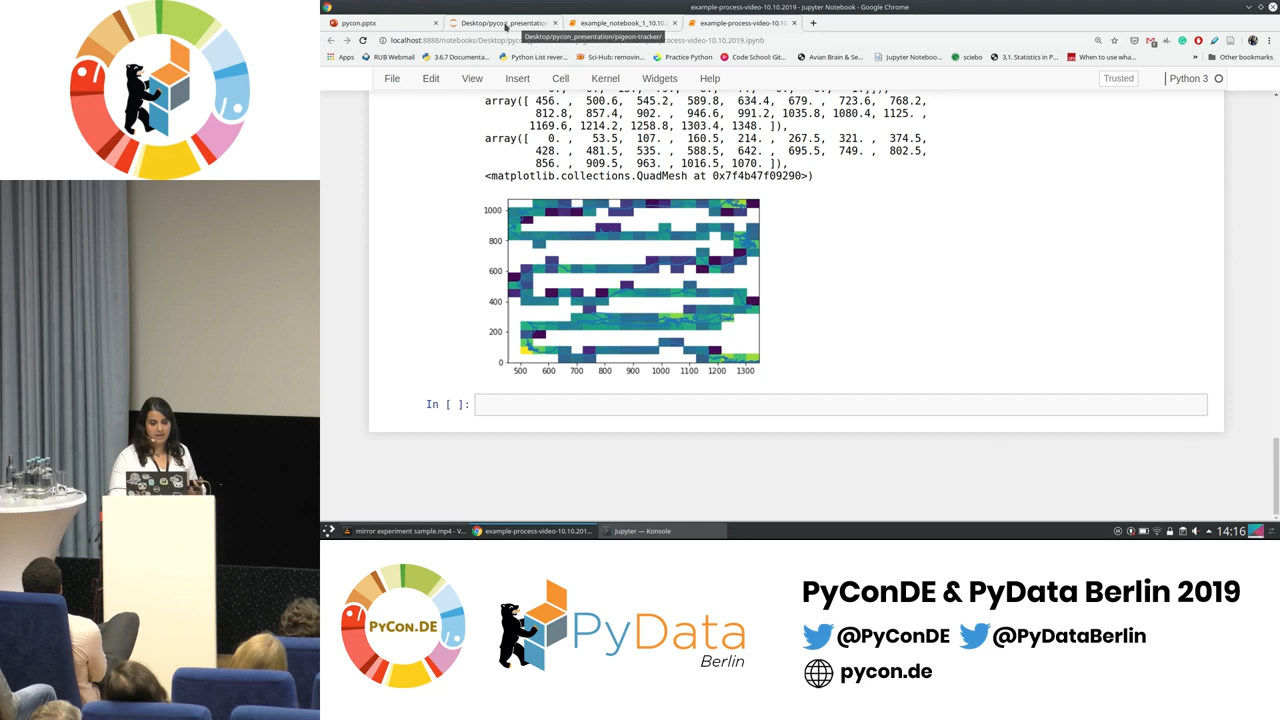 example-process-video-10.10.2019 - Jupyter Notebook - Google Chrome
pycon.pptx
Desktop/pycon_presentation
example_notebook_1_10.10.
example-process-video-10.10
Desktop/pycon_presentation/pigeon-tracker/
localhost:8888/notebooks/Desktop/pyco
rocess-video-10.10.2019.ipynb
Apps
RUB Webmail
3.6.7 Documenta...
Python List rever...
Sci-Hub: removin...
Practice Python
Code School: Git...
Avian Brain & Se...
Jupyter Noteboo...
sciebo
3.1. Statistics in P...
When to use wha...
»
Other bookmarks
File Edit View Insert Cell Kernel Widgets Help
Trusted
Python 3
array([ 456. , 500.6, 545.2, 589.8, 634.4, 679. , 723.6, 768.2,
812.8, 857.4, 902. , 946.6, 991.2, 1035.8, 1080.4, 1125. ,
1169.6, 1214.2, 1258.8, 1303.4, 1348. ]),
array([ 0. , 53.5, 107. , 160.5, 214. , 267.5, 321. , 374.5,
428. , 481.5, 535. , 588.5, 642. , 695.5, 749. , 802.5,
856. , 909.5, 963. , 1016.5, 1070. ]),
<matplotlib.collections.QuadMesh at 0x7f4b47f09290>)
1000
800
600
400
200
0
500 600 700 800 900 1000 1100 1200 1300
In [ ]:
mirror experiment sample.mp4 - V...
example-process-video-10.10.201...
Jupyter — Konsole
14:16
PYCON.DE
PyData
Berlin
PyConDE & PyData Berlin 2019
@PyConDE @PyDataBerlin
pycon.de